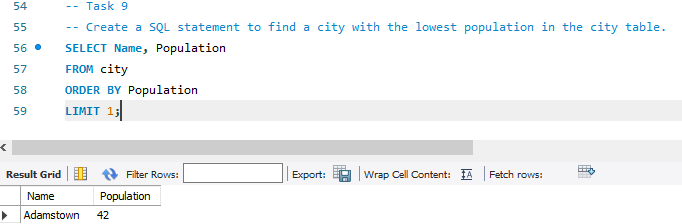 54 -- Task 9
55 -- Create a SQL statement to find a city with the lowest population in the city table.
56 SELECT Name, Population
57 FROM city
58 ORDER BY Population
59 LIMIT 1;
Result Grid Filter Rows: Export: Wrap Cell Content: IA Fetch rows:
Name Population
Adamstown 42